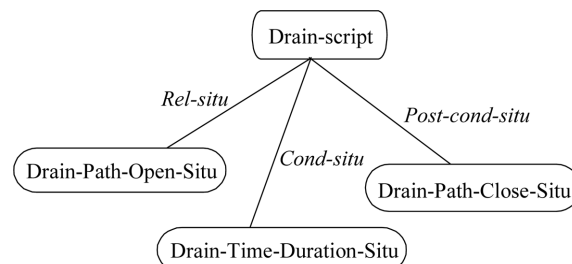 Drain-script
Rel-situ
Post-cond-situ
Cond-situ
Drain-Path-Open-Situ
Drain-Path-Close-Situ
Drain-Time-Duration-Situ